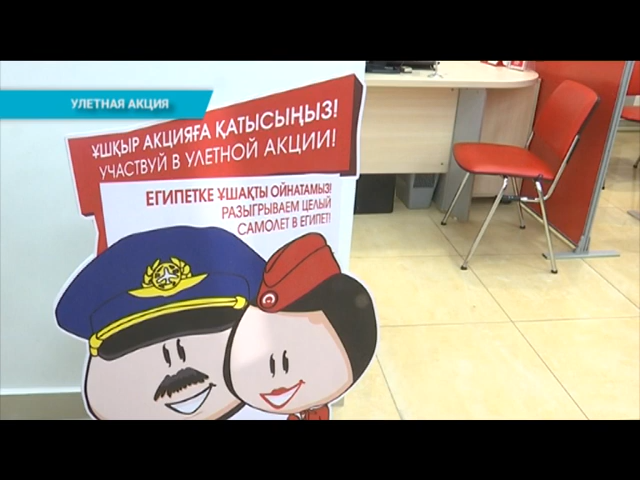 УЛЕТНАЯ АКЦИЯ
ҰШҚЫР АКЦИЯҒА ҚАТЫСЫҢЫЗ!
УЧАСТВУЙ В УЛЕТНОЙ АКЦИИ!
ЕГИПЕТКЕ ҰШАҚТЫ ОЙНАТАМЫЗ!
РАЗЫГРЫВАЕМ ЦЕЛЫЙ
САМОЛЕТ В ЕГИПЕТ!